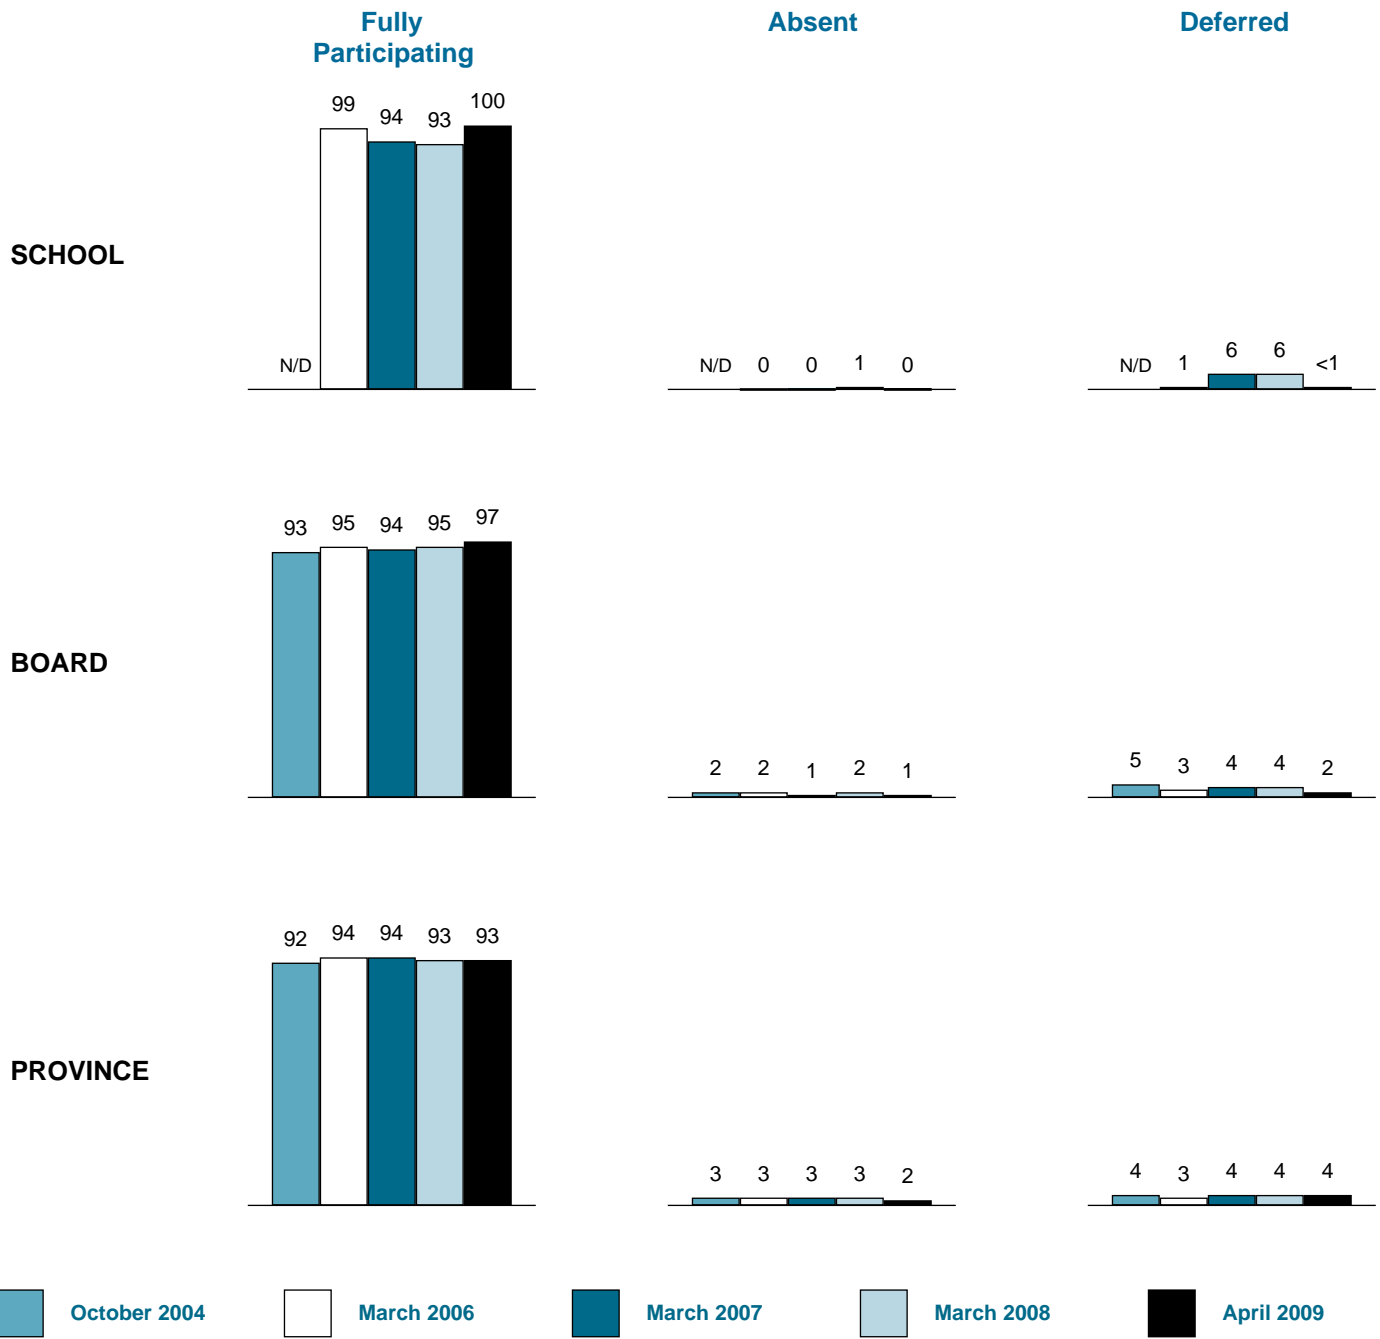 Fully Participating
Absent
Deferred
SCHOOL
N/D 99 94 93 100
N/D 0 0 1 0
N/D 1 6 6 <1
BOARD
93 95 94 95 97
2 2 1 2 1
5 3 4 4 2
PROVINCE
92 94 94 93 93
3 3 3 3 2
4 3 4 4 4
October 2004
March 2006
March 2007
March 2008
April 2009